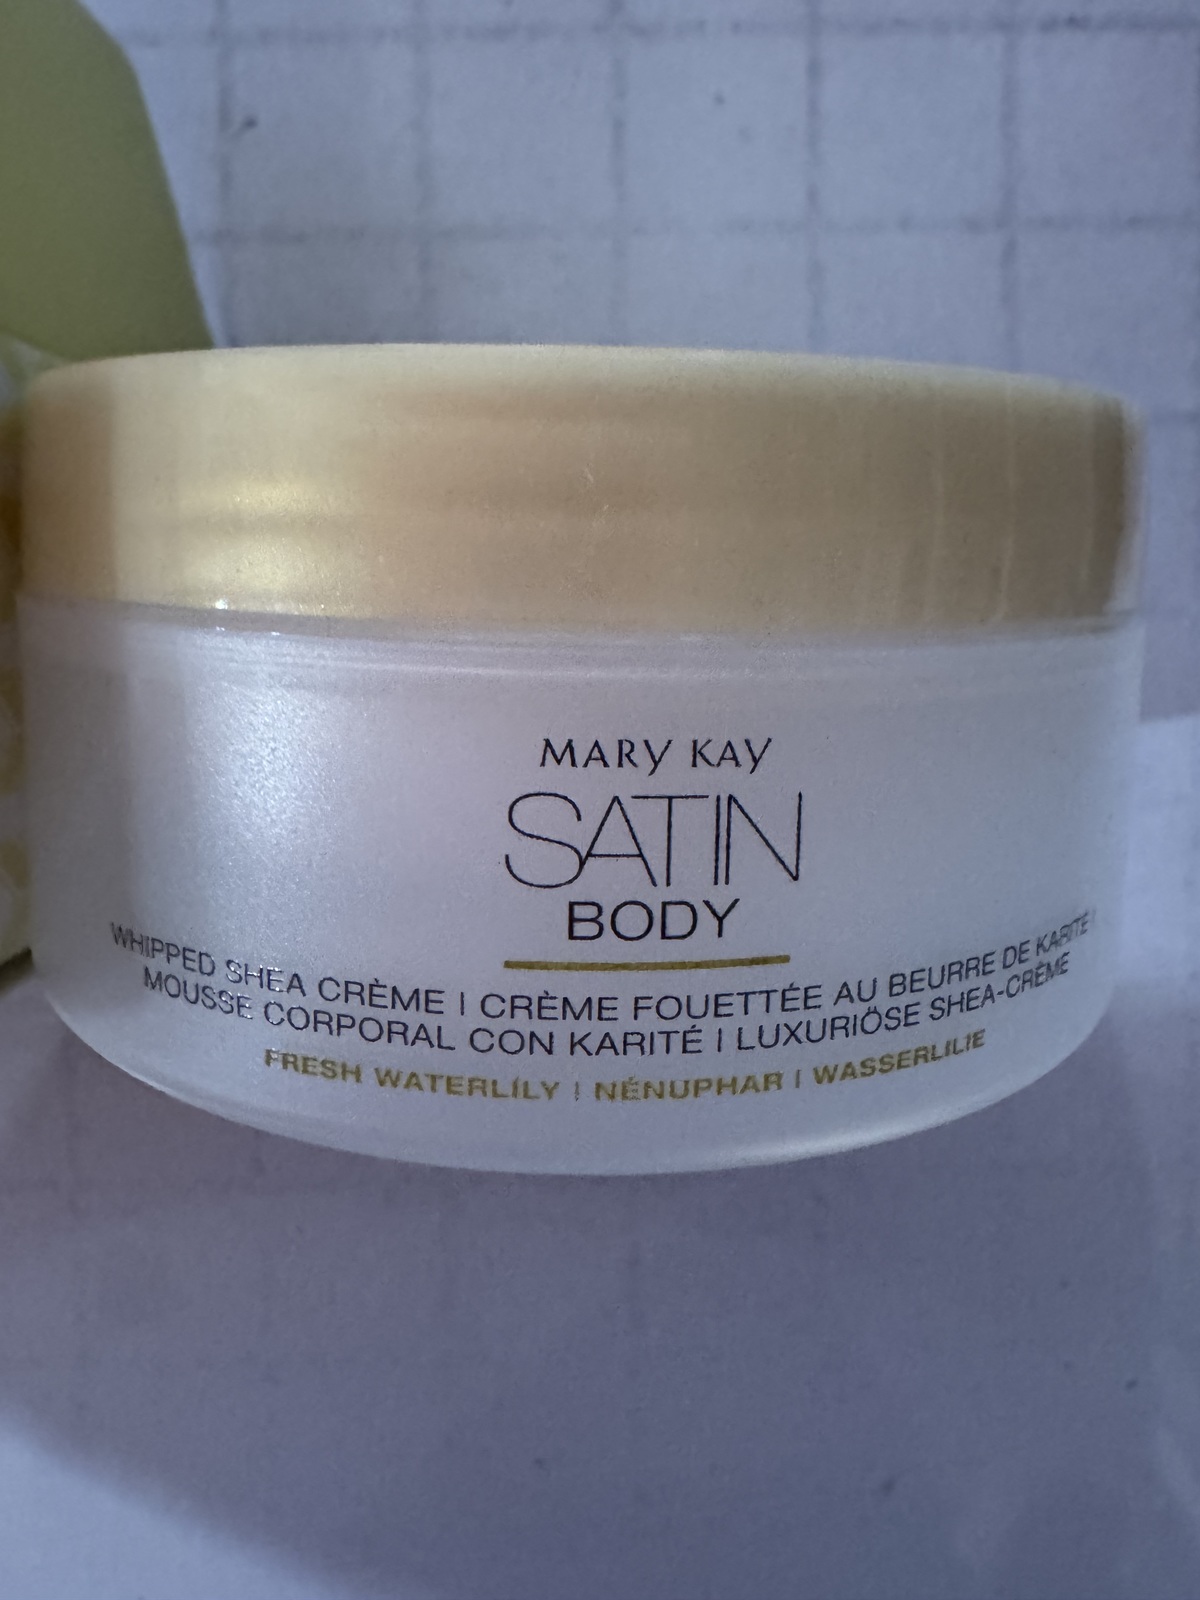 MARY KAY
SATIN
BODY
WHIPPED SHEA CRÈME | CRÈME FOUETTÉE AU BEURRE DE KARITÉ |
MOUSSE CORPORAL CON KARITÉ | LUXURIÖSE SHEA-CRÈME
FRESH WATERLÍLY | NÉNUPHAR | WASSERLILIE